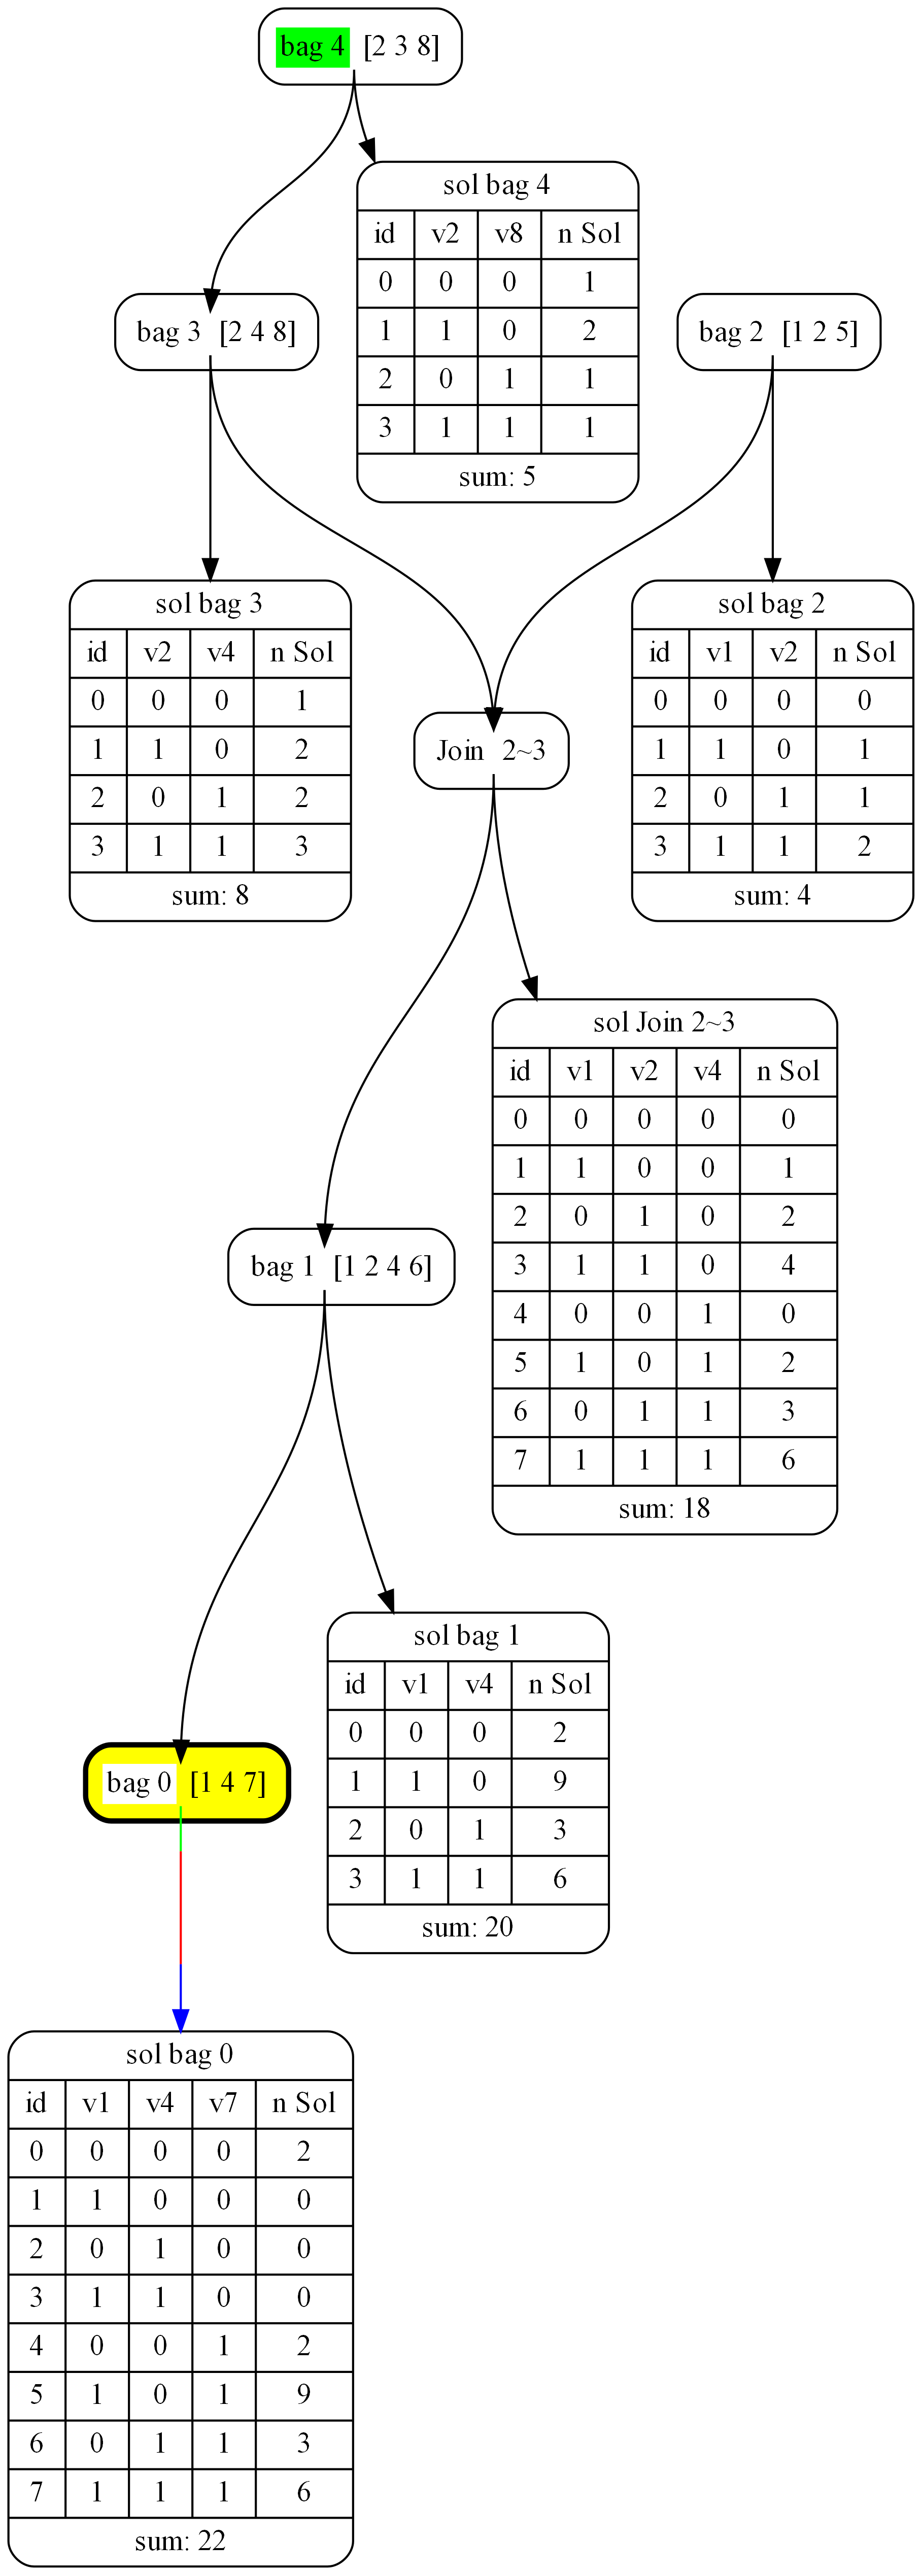 bag 4 [2 3 8]
sol bag 4
id v2 v8 n Sol
0 0 0 1
1 1 0 2
2 0 1 1
3 1 1 1
sum: 5
bag 3 [2 4 8]
bag 2 [1 2 5]
sol bag 3
id v2 v4 n Sol
0 0 0 1
1 1 0 2
2 0 1 2
3 1 1 3
sum: 8
sol bag 2
id v1 v2 n Sol
0 0 0 0
1 1 0 1
2 0 1 1
3 1 1 2
sum: 4
Join 2~3
sol Join 2~3
id v1 v2 v4 n Sol
0 0 0 0 0
1 1 0 0 1
2 0 1 0 2
3 1 1 0 4
4 0 0 1 0
5 1 0 1 2
6 0 1 1 3
7 1 1 1 6
sum: 18
bag 1 [1 2 4 6]
sol bag 1
id v1 v4 n Sol
0 0 0 2
1 1 0 9
2 0 1 3
3 1 1 6
sum: 20
bag 0 [1 4 7]
sol bag 0
id v1 v4 v7 n Sol
0 0 0 0 2
1 1 0 0 0
2 0 1 0 0
3 1 1 0 0
4 0 0 1 2
5 1 0 1 9
6 0 1 1 3
7 1 1 1 6
sum: 22